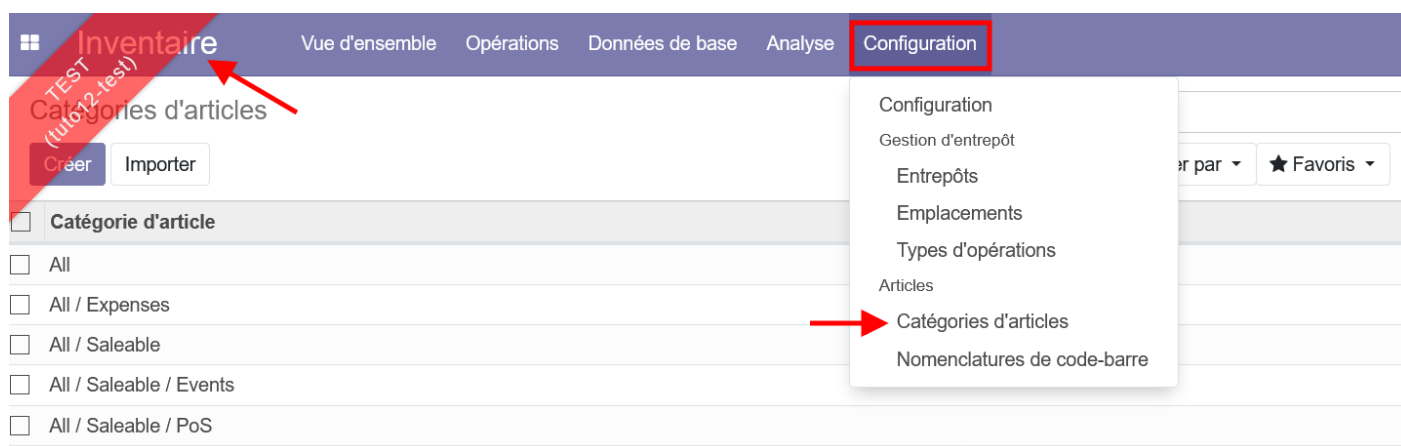 Inventaire Vue d'ensemble Opérations Données de base Analyse Configuration
TEST
(tuto12-test)
Catégories d'articles
Créer Importer
er par Favoris
Configuration
Gestion d'entrepôt
Entrepôts
Emplacements
Types d'opérations
Articles
Catégories d'articles
Nomenclatures de code-barre
Catégorie d'article
All
All / Expenses
All / Saleable
All / Saleable / Events
All / Saleable / PoS